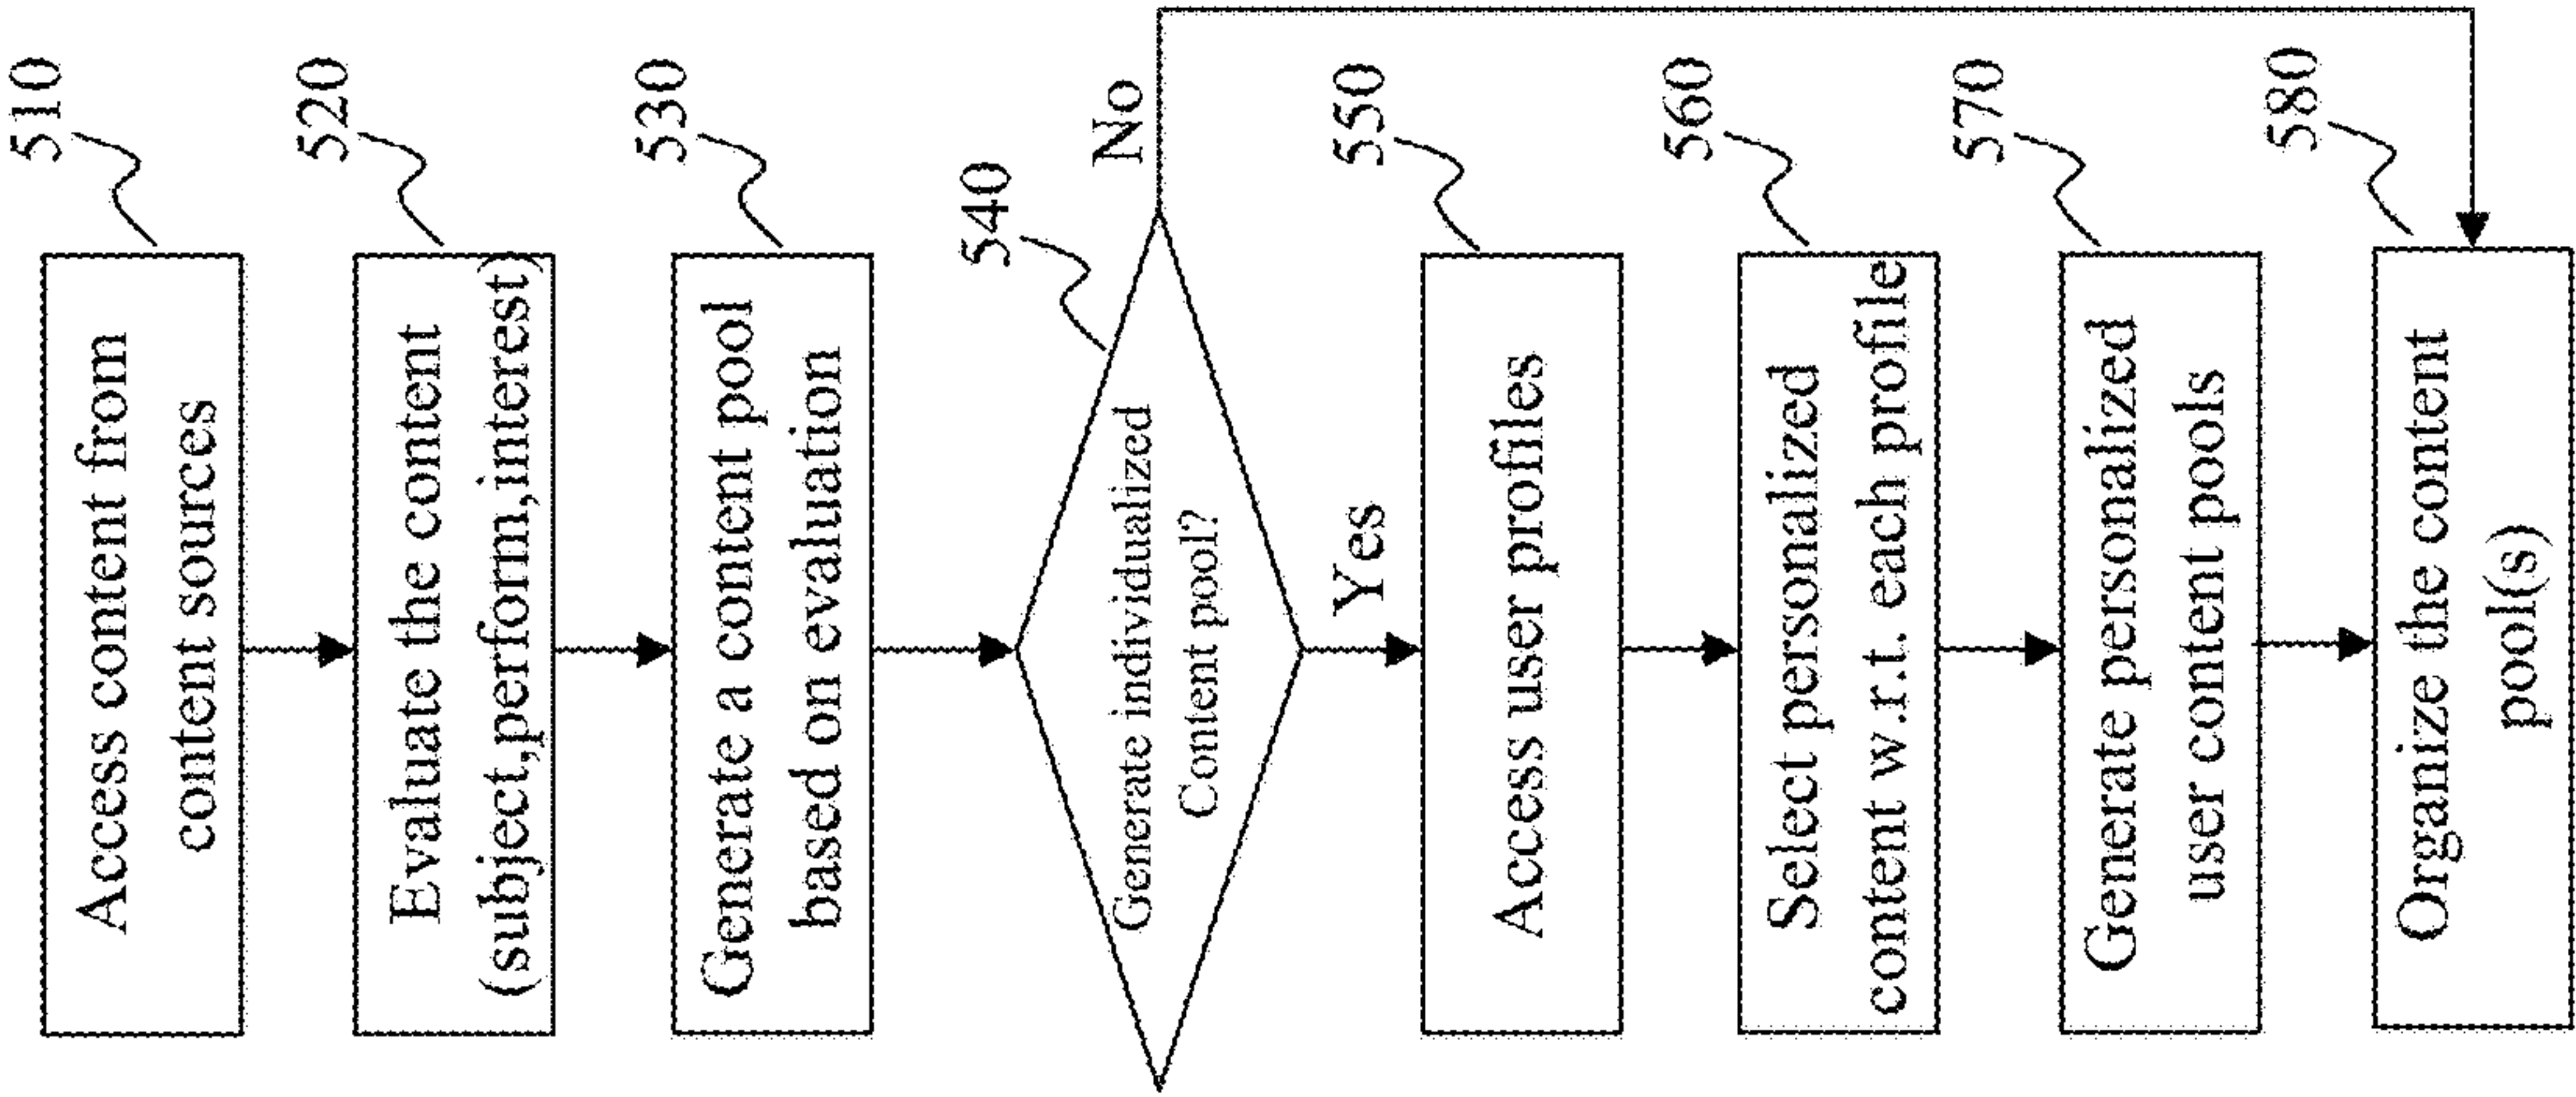 510
Access content from
content sources
520
Evaluate the content
(subject,perform,interest)
530
Generate a content pool
based on evaluation
540
Generate individualized
Content pool?
No
Yes
550
Access user profiles
560
Select personalized
content w.r.t. each profile
570
Generate personalized
user content pools
580
Organize the content
pool(s)